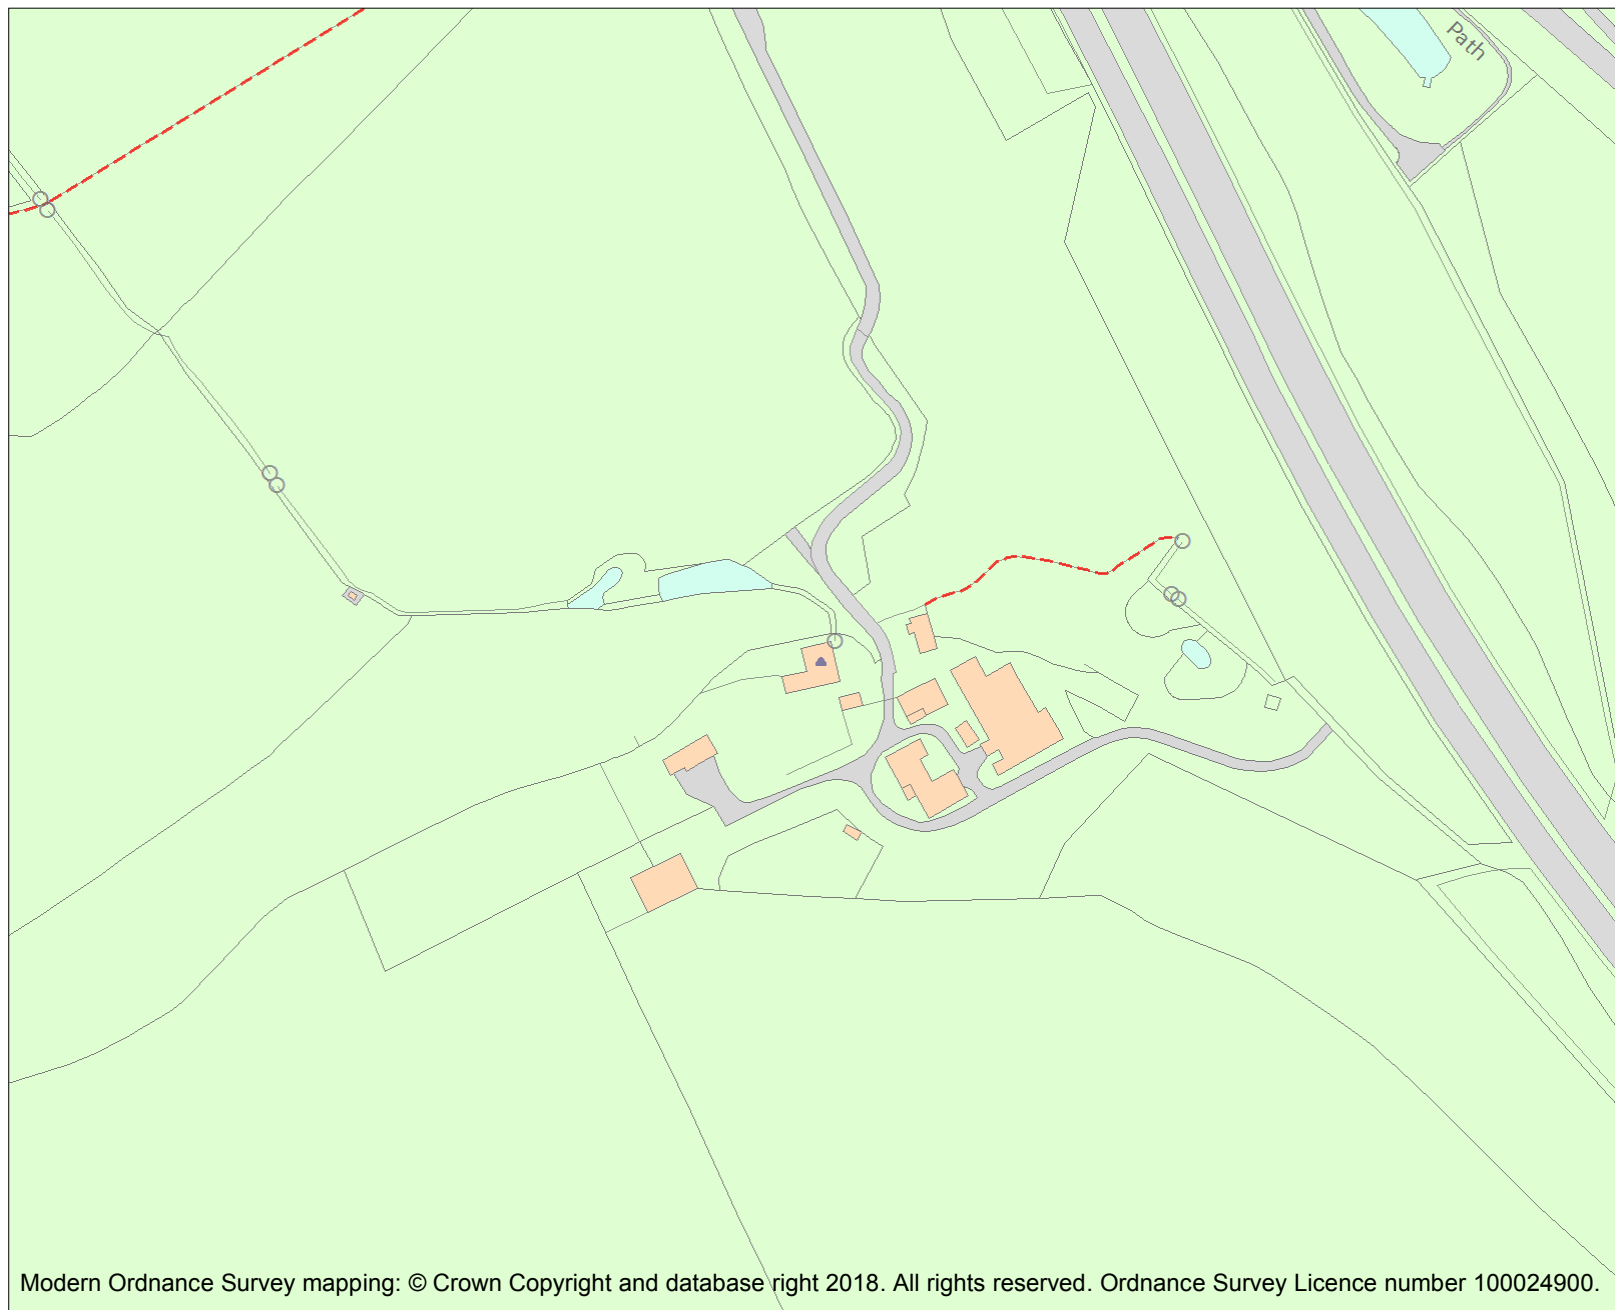 Path
Modern Ordnance Survey mapping: © Crown Copyright and database right 2018. All rights reserved. Ordnance Survey Licence number 100024900.